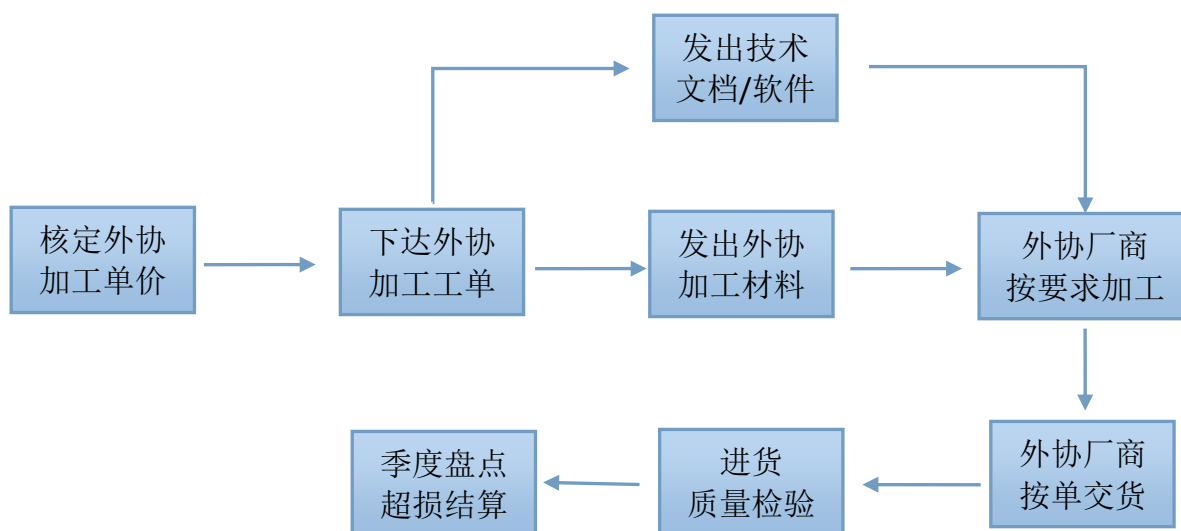 发出技术
文档/软件
核定外协
加工单价
下达外协
加工工单
发出外协
加工材料
外协厂商
按要求加工
季度盘点
超损结算
进货
质量检验
外协厂商
按单交货